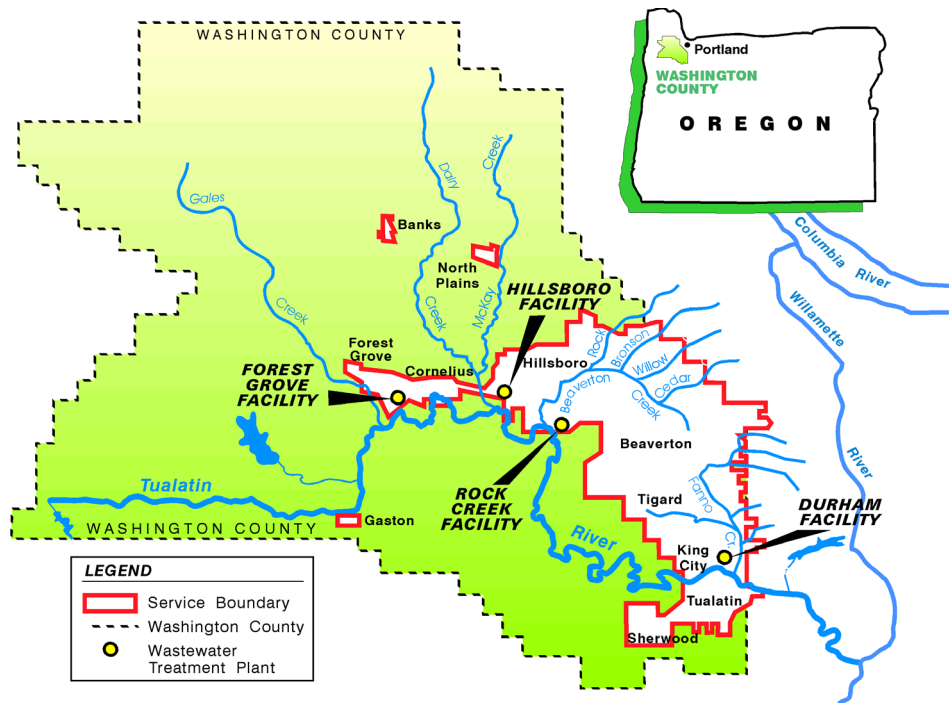 WASHINGTON COUNTY
Portland
WASHINGTON
COUNTY
OREGON
Columbia
River
Willamette
River
Gales
Creek
Dairy
Creek
McKay
Creek
Banks
North
Plains
HILLSBORO
FACILITY
Forest
Grove
Cornelius
Hillsboro
Rock
Bronson
Willow
Cedar
Beaverton
Creek
FOREST
GROVE
FACILITY
Beaverton
ROCK
CREEK
FACILITY
Tualatin
River
Gaston
WASHINGTON COUNTY
Tigard
Fanno
Cr.
DURHAM
FACILITY
King
City
Tualatin
Sherwood
LEGEND
Service Boundary
Washington County
Wastewater
Treatment Plant